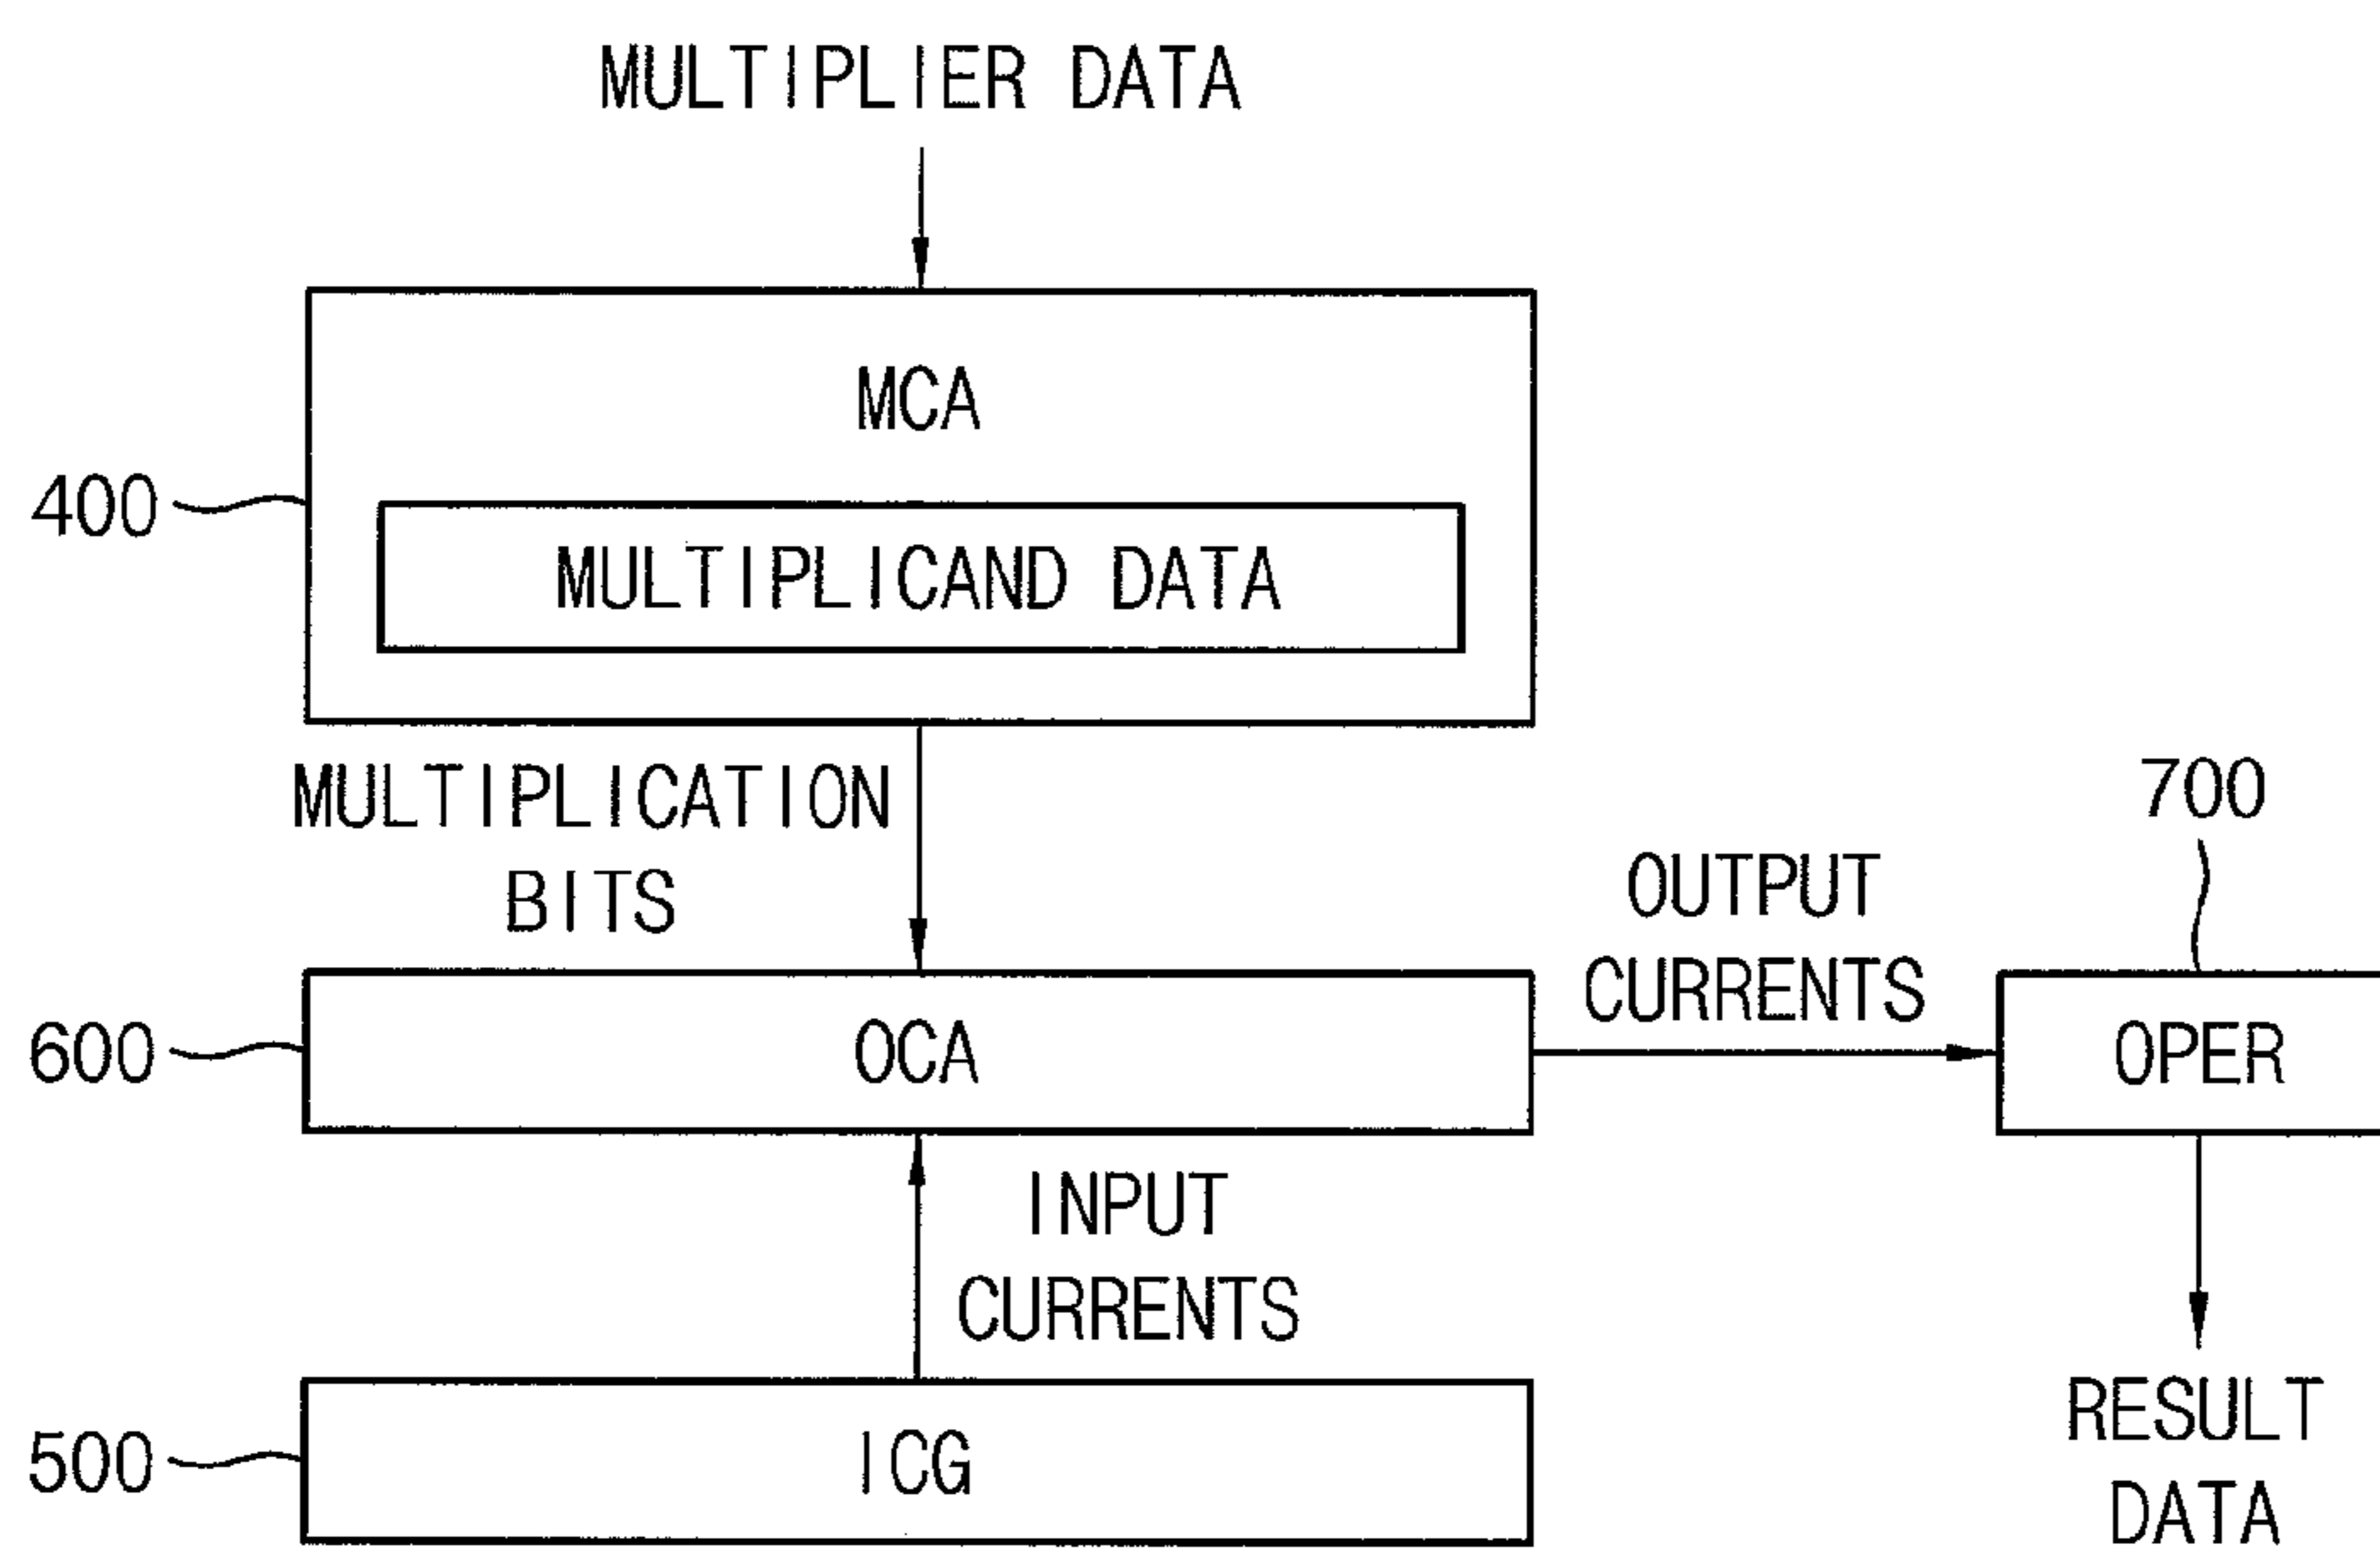 MULTIPLIER DATA
MCA
400
MULTIPLICAND DATA
MULTIPLICATION
BITS
700
OUTPUT
CURRENTS
600
OCA
OPER
INPUT
CURRENTS
500
ICG
RESULT
DATA